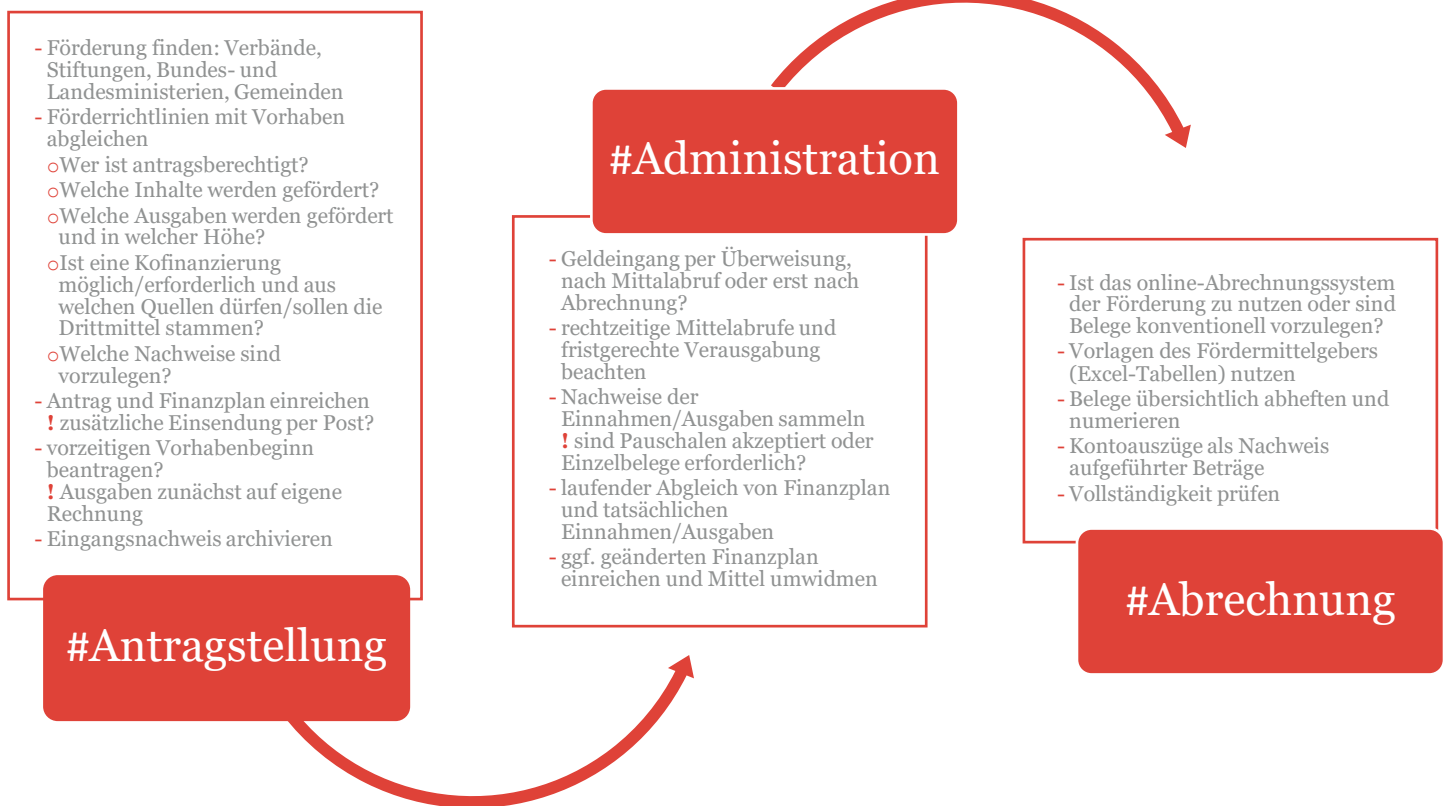 - Förderung finden: Verbände,
Stiftungen, Bundes- und
Landesministerien, Gemeinden
- Förderrichtlinien mit Vorhaben
abgleichen
oWer ist antragsberechtigt?
oWelche Inhalte werden gefördert?
oWelche Ausgaben werden gefördert
und in welcher Höhe?
oIst eine Kofinanzierung
möglich/erforderlich und aus
welchen Quellen dürfen/sollen die
Drittmittel stammen?
oWelche Nachweise sind
vorzulegen?
- Antrag und Finanzplan einreichen
! zusätzliche Einsendung per Post?
- vorzeitigen Vorhabenbeginn
beantragen?
! Ausgaben zunächst auf eigene
Rechnung
- Eingangsnachweis archivieren
#Antragstellung
#Administration
- Geldeingang per Überweisung,
nach Mittalabruf oder erst nach
Abrechnung?
- rechtzeitige Mittelabrufe und
fristgerechte Verausgabung
beachten
- Nachweise der
Einnahmen/Ausgaben sammeln
! sind Pauschalen akzeptiert oder
Einzelbelege erforderlich?
- laufender Abgleich von Finanzplan
und tatsächlichen
Einnahmen/Ausgaben
- ggf. geänderten Finanzplan
einreichen und Mittel umwidmen
- Ist das online-Abrechnungssystem
der Förderung zu nutzen oder sind
Belege konventionell vorzulegen?
- Vorlagen des Fördermittelgebers
(Excel-Tabellen) nutzen
- Belege übersichtlich abheften und
numerieren
- Kontoauszüge als Nachweis
aufgeführter Beträge
- Vollständigkeit prüfen
#Abrechnung